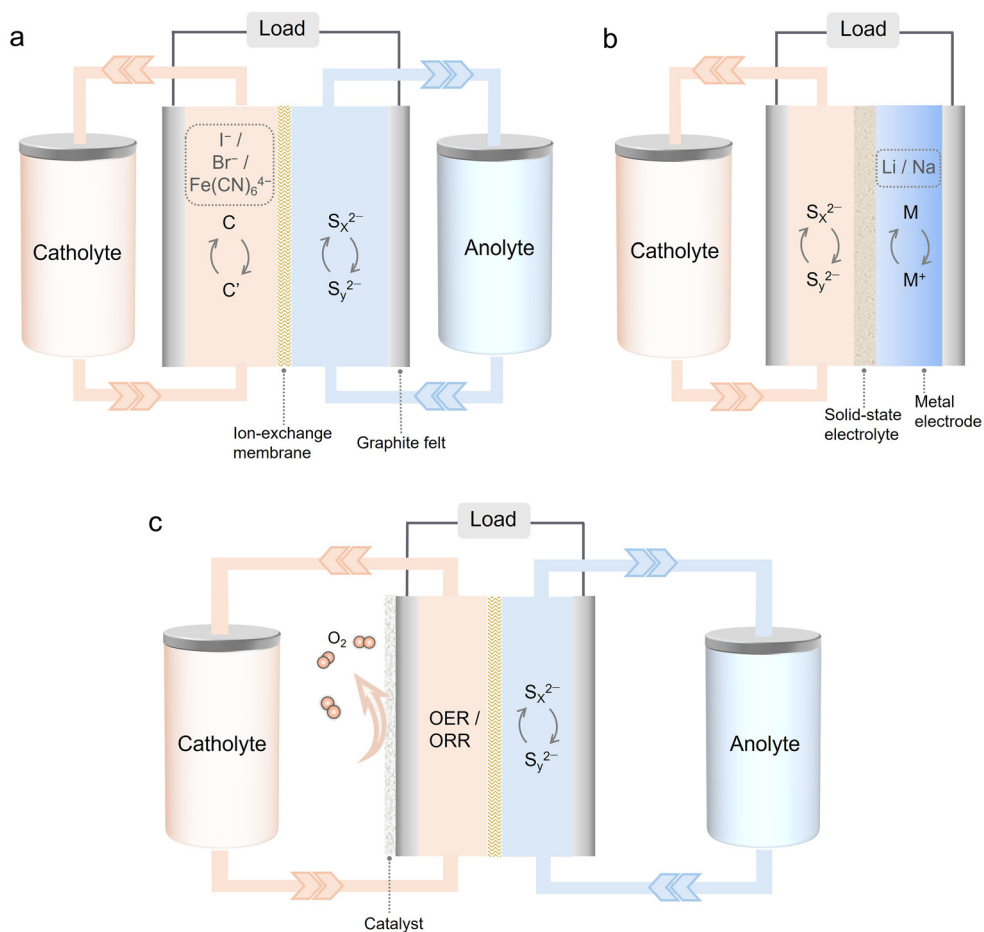 a
Load
I⁻ /
Br⁻ /
Fe(CN)₆⁴⁻
C
C'
Sₓ²⁻
Sᵧ²⁻
Catholyte
Anolyte
Ion-exchange
membrane
Graphite felt
b
Load
Li / Na
Sₓ²⁻
Sᵧ²⁻
M
M⁺
Catholyte
Solid-state
electrolyte
Metal
electrode
c
Load
O₂
OER /
ORR
Sₓ²⁻
Sᵧ²⁻
Catholyte
Anolyte
Catalyst